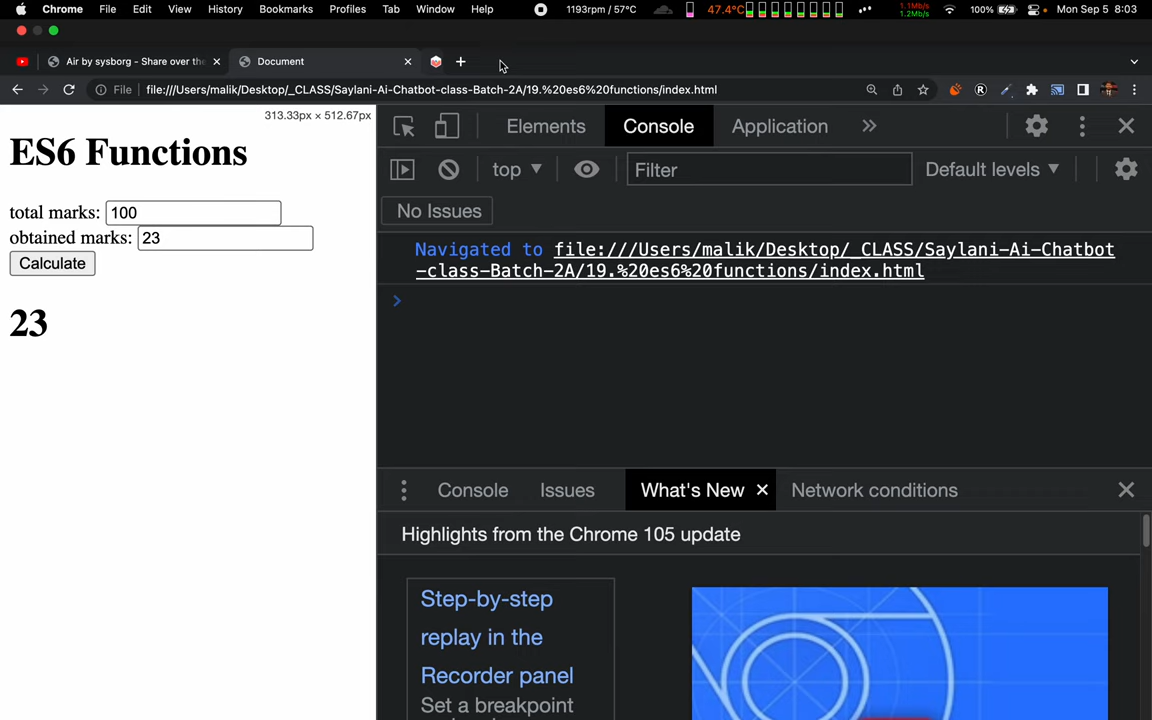 Chrome File Edit View History Bookmarks Profiles Tab Window Help 1193rpm / 57°C 47.4°C 1.1Mb/s 1.2Mb/s 100% Mon Sep 5 8:03
Air by sysborg - Share over the Document
File file:///Users/malik/Desktop/_CLASS/Saylani-Ai-Chatbot-class-Batch-2A/19.%20es6%20functions/index.html
313.33px × 512.67px
ES6 Functions
total marks: 100
obtained marks: 23
Calculate
23
Elements Console Application »
top ▼ Filter Default levels ▼
No Issues
Navigated to file:///Users/malik/Desktop/_CLASS/Saylani-Ai-Chatbot
-class-Batch-2A/19.%20es6%20functions/index.html
Console Issues What's New Network conditions
Highlights from the Chrome 105 update
Step-by-step
replay in the
Recorder panel
Set a breakpoint